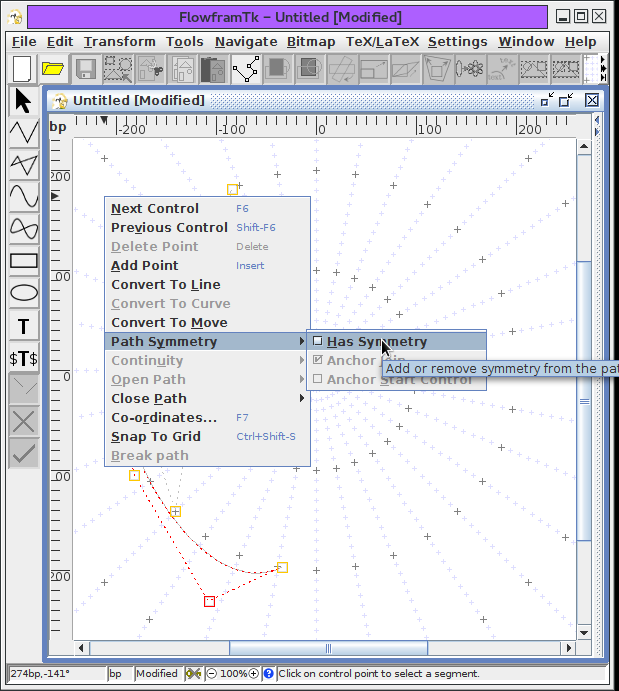 FlowframTk – Untitled [Modified]
File Edit Transform Tools Navigate Bitmap TeX/LaTeX Settings Window Help
Untitled [Modified]
bp -200 -100 0 100 200
200
Next Control F6
Previous Control Shift-F6
Delete Point Delete
Add Point Insert
00
Convert To Line
Convert To Curve
Convert To Move
T
Path Symmetry Has Symmetry
$T$
Continuity Anchor
Add or remove symmetry from the pat
Open Path Anchor Start Control
0
Close Path
Co-ordinates... F7
Snap To Grid Ctrl+Shift-S
Break path
00
200
274bp,-141° bp Modified 100% ? Click on control point to select a segment.